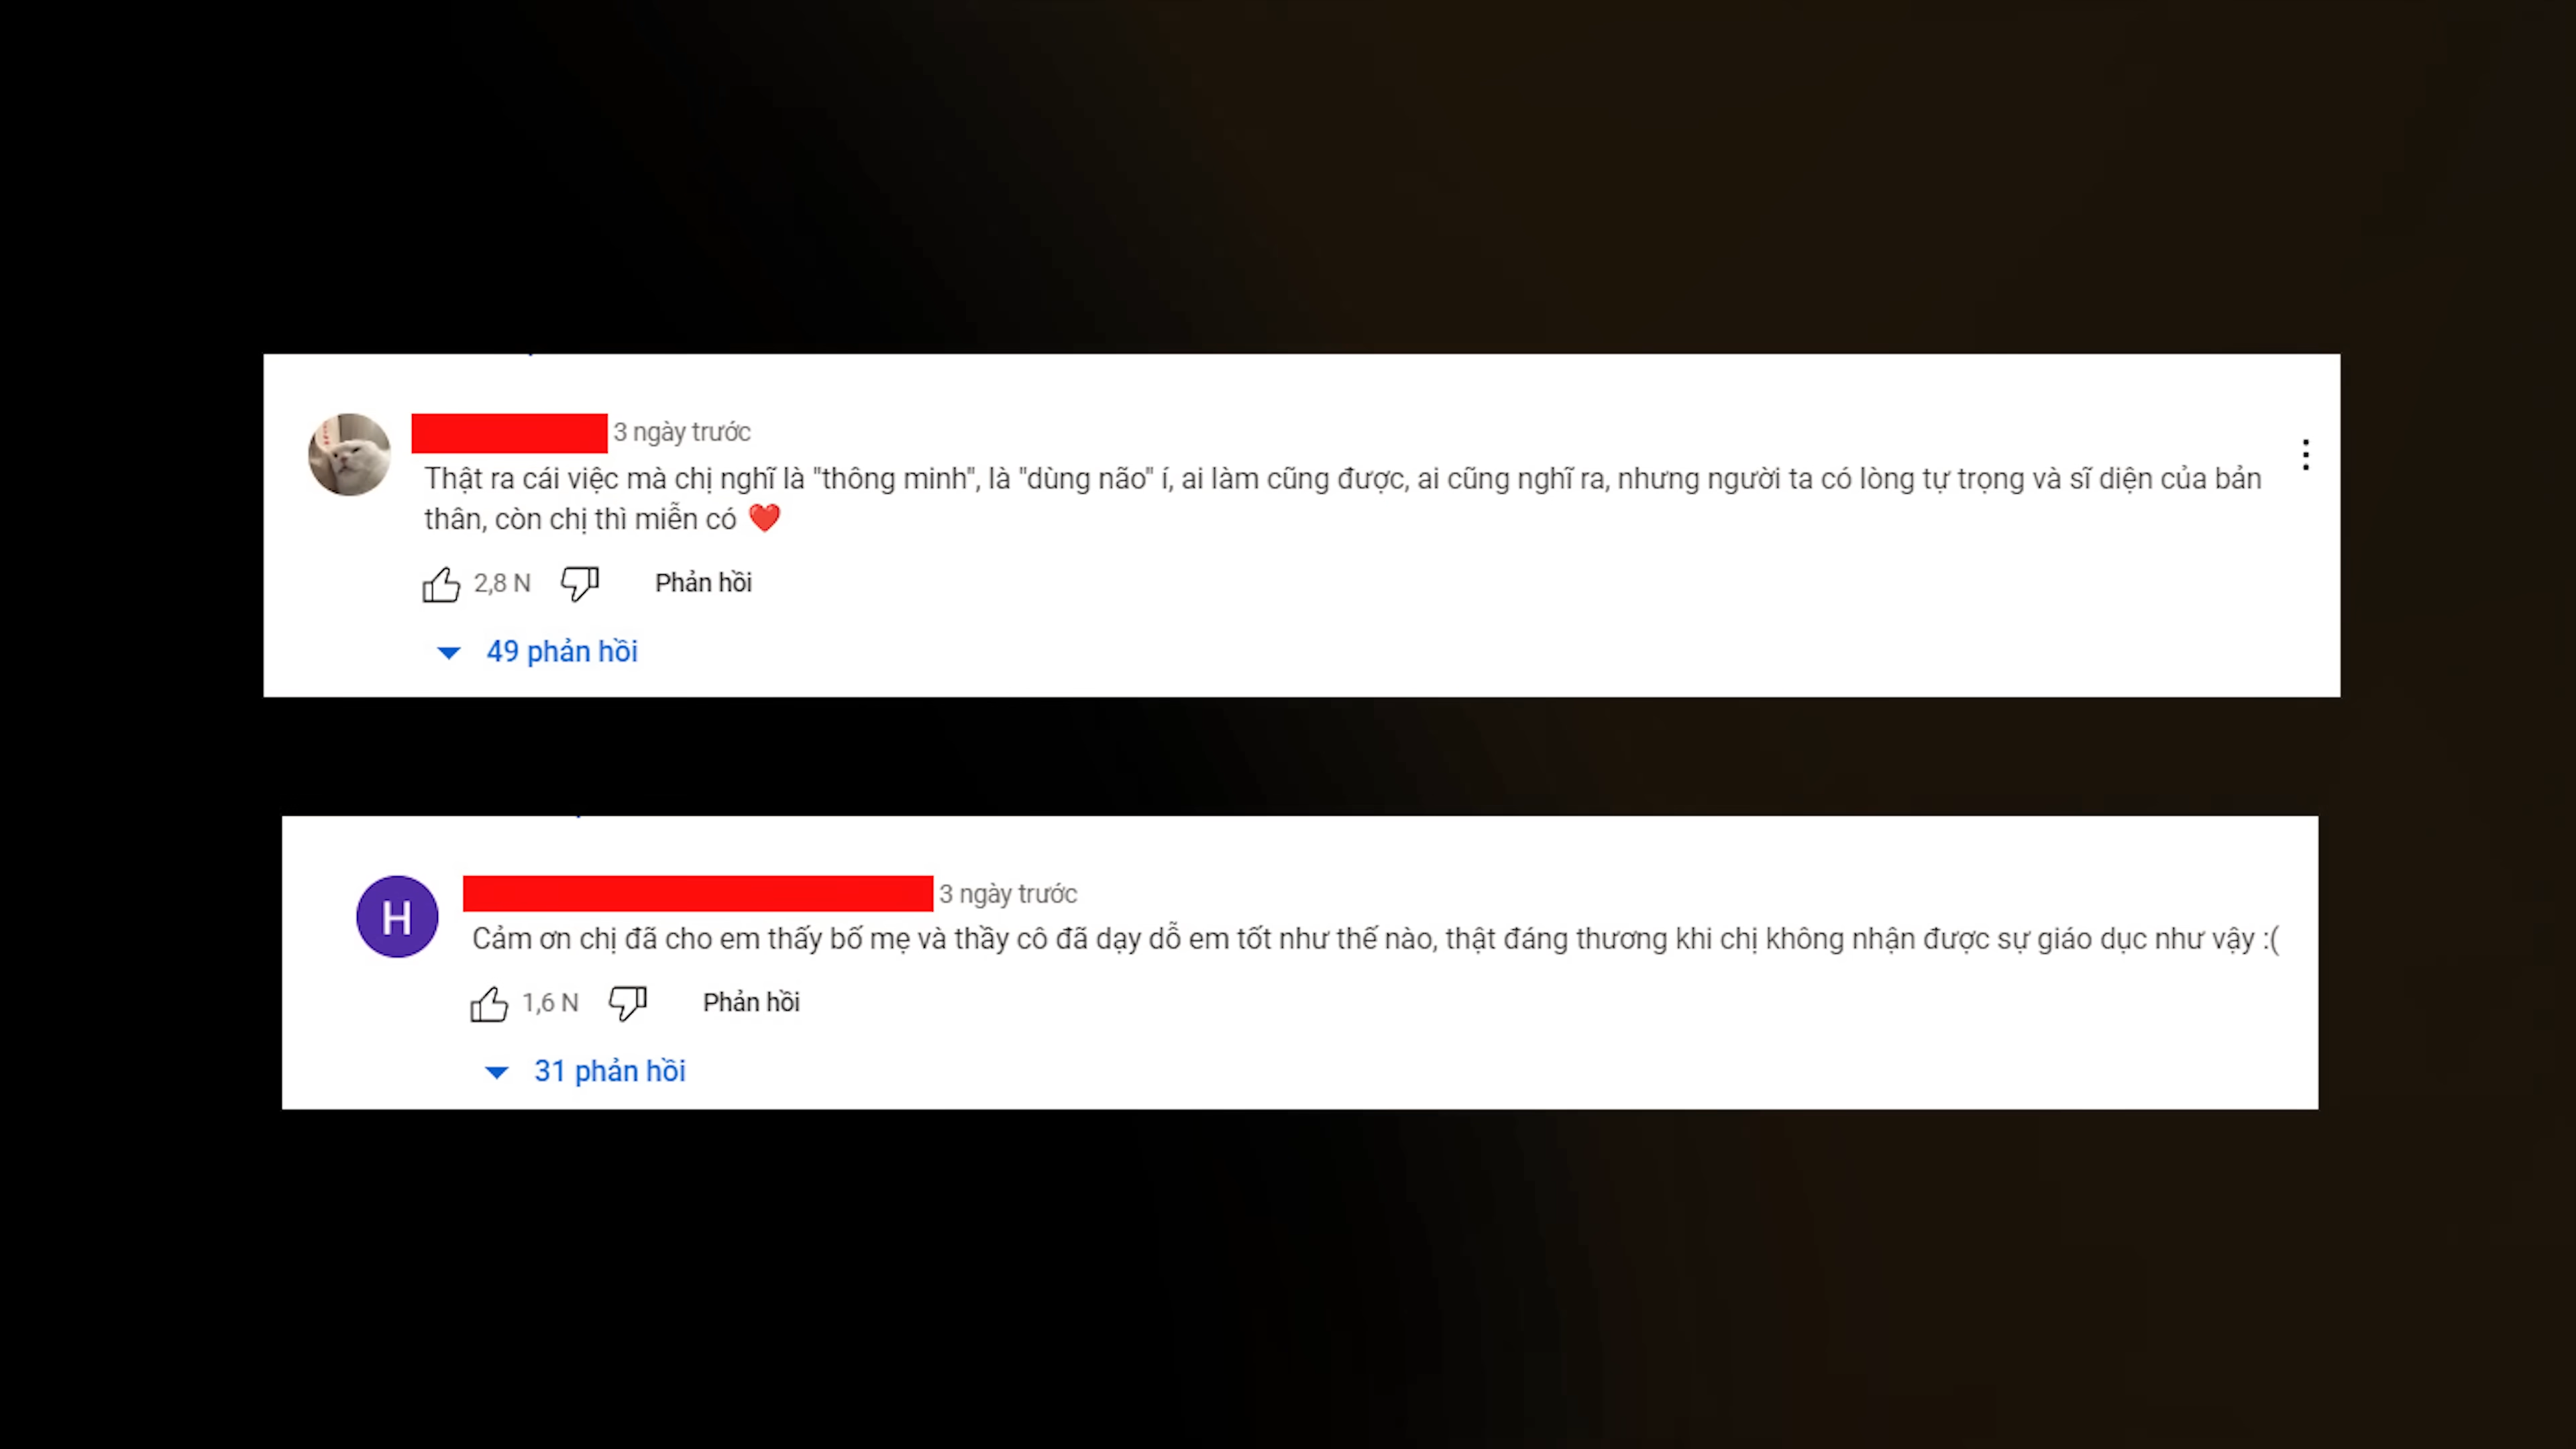 3 ngày trước
Thật ra cái việc mà chị nghĩ là "thông minh", là "dùng não" í, ai làm cũng được, ai cũng nghĩ ra, nhưng người ta có lòng tự trọng và sĩ diện của bản
thân, còn chị thì miễn có ❤️
2,8 N Phản hồi
49 phản hồi
H
3 ngày trước
Cảm ơn chị đã cho em thấy bố mẹ và thầy cô đã dạy dỗ em tốt như thế nào, thật đáng thương khi chị không nhận được sự giáo dục như vậy :(
1,6 N Phản hồi
31 phản hồi